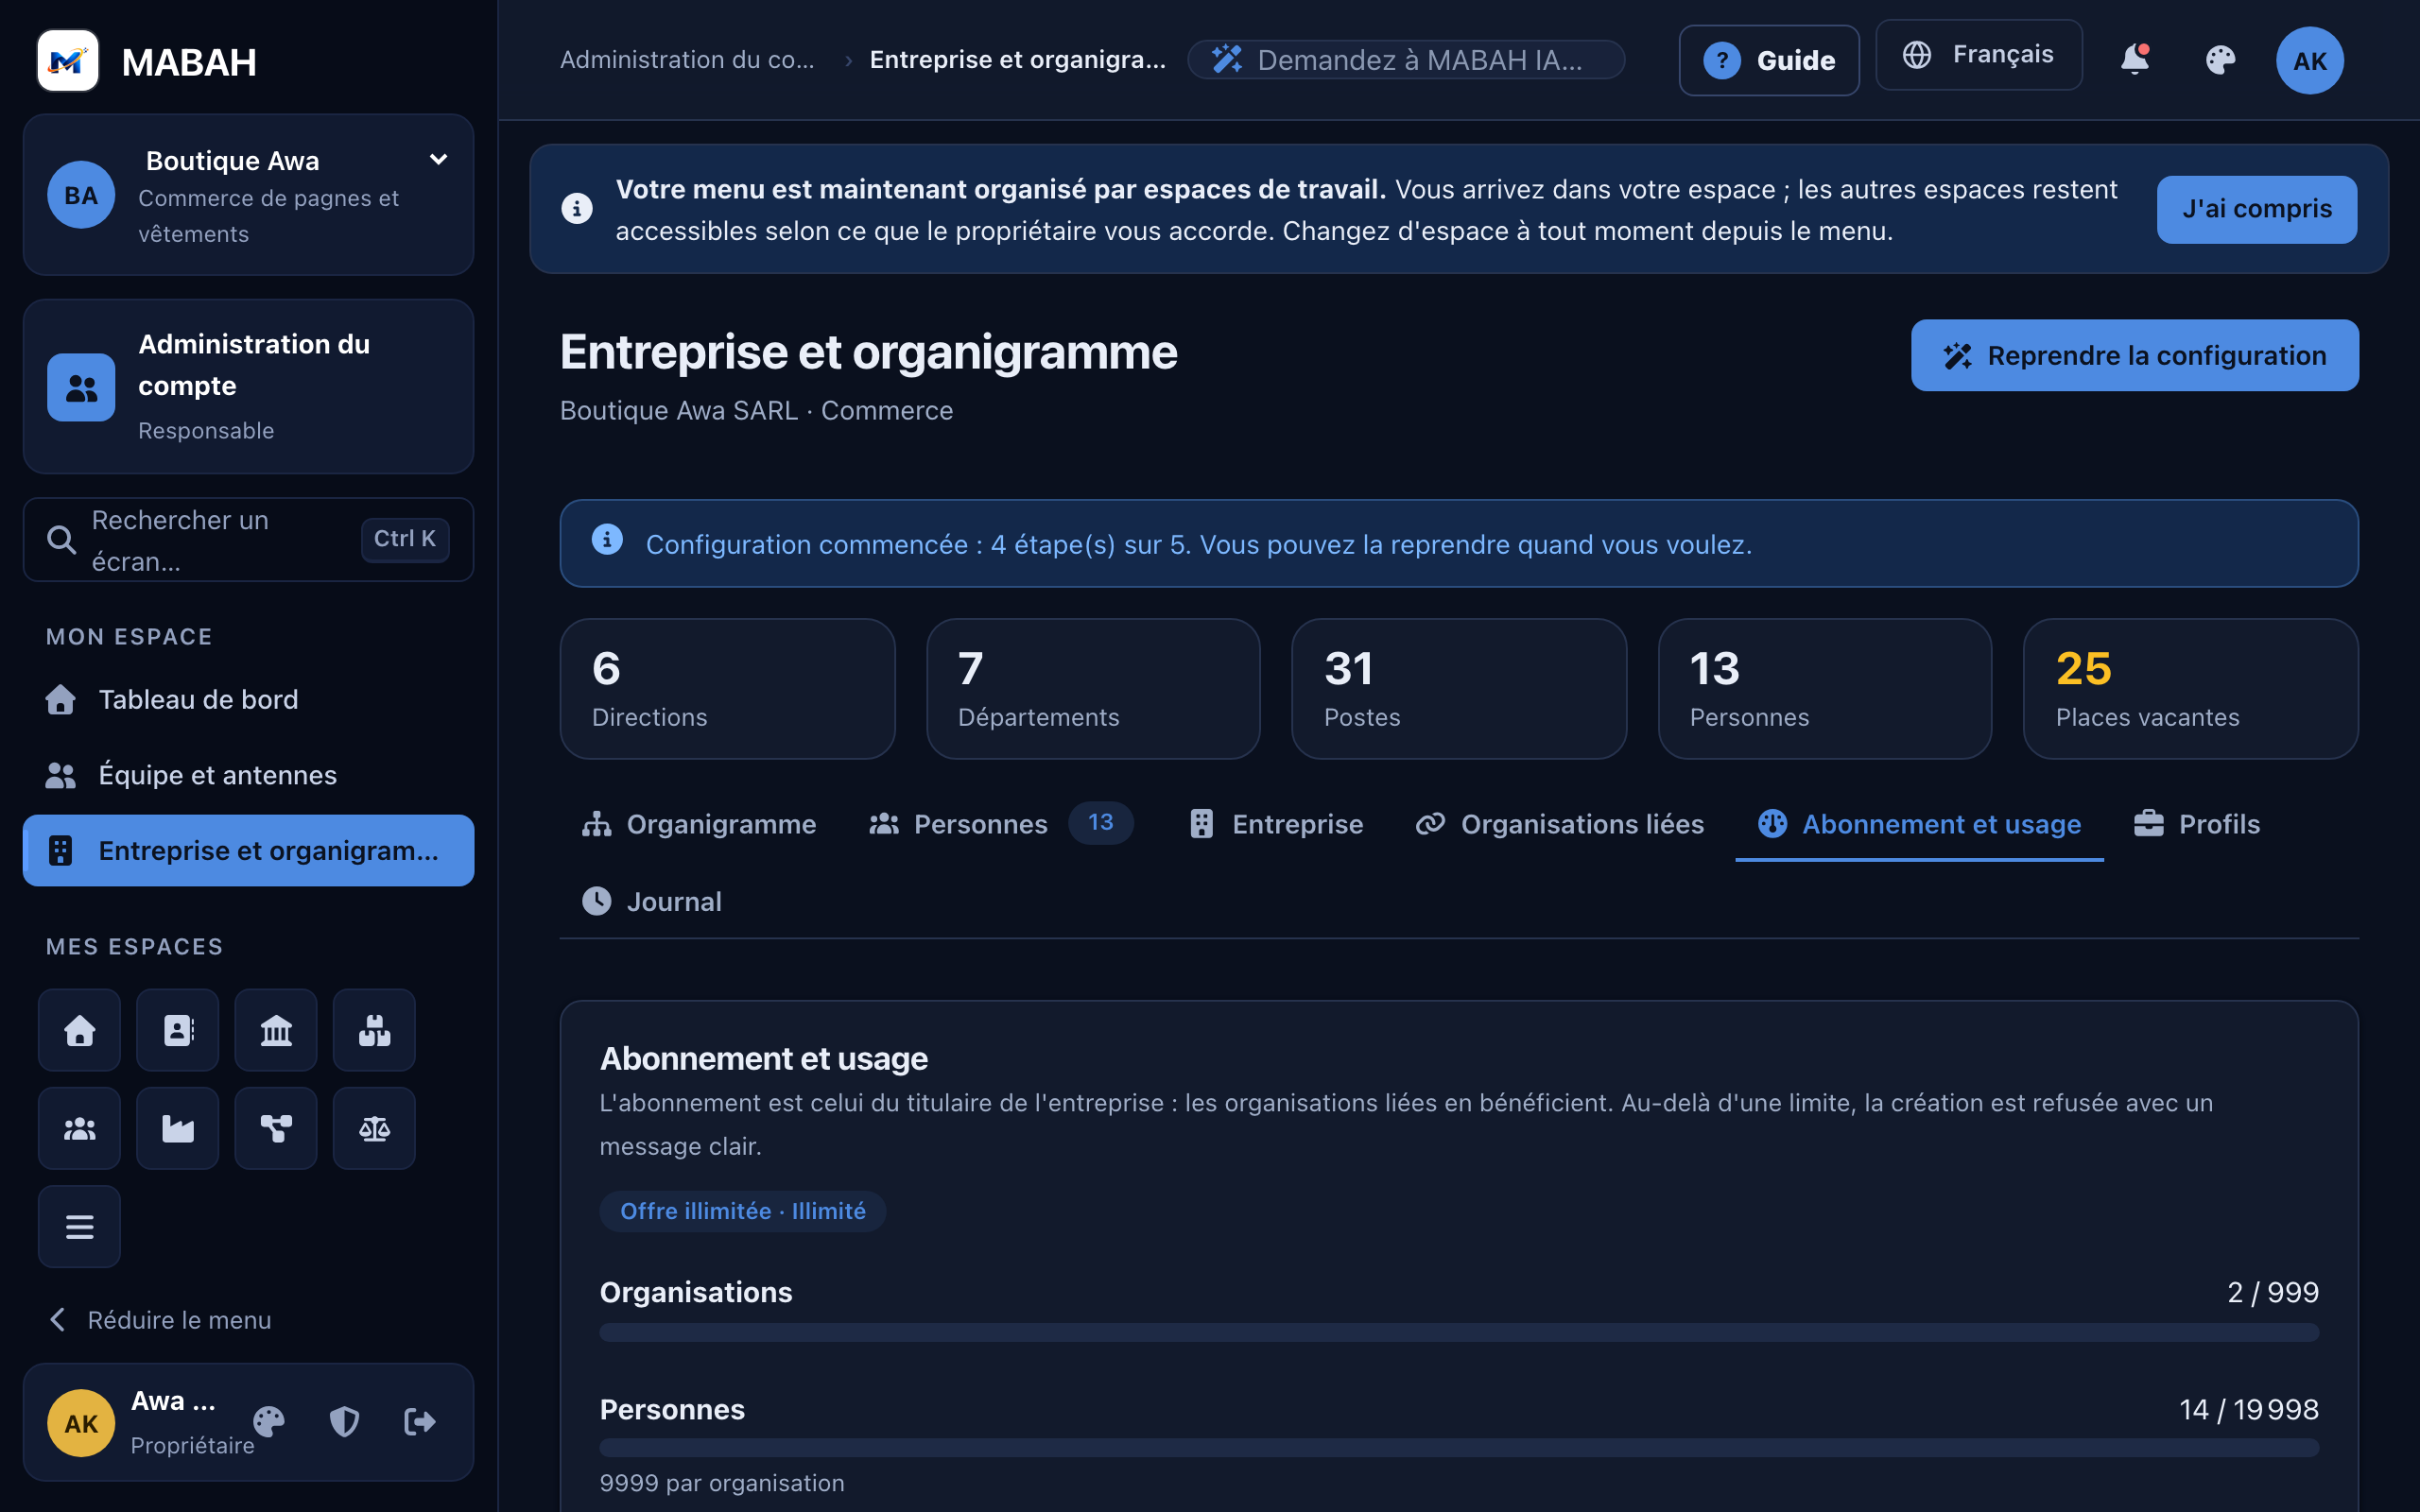 MABAH
BA
Boutique Awa
Commerce de pagnes et
vêtements
Administration du
compte
Responsable
Rechercher un
écran...
Ctrl K
MON ESPACE
Tableau de bord
Équipe et antennes
Entreprise et organigram...
MES ESPACES
Réduire le menu
AK
Awa ...
Propriétaire
Administration du co... › Entreprise et organigra...
Demandez à MABAH IA...
? Guide
Français
AK
Votre menu est maintenant organisé par espaces de travail. Vous arrivez dans votre espace ; les autres espaces restent
accessibles selon ce que le propriétaire vous accorde. Changez d'espace à tout moment depuis le menu.
J'ai compris
Entreprise et organigramme
Boutique Awa SARL · Commerce
Reprendre la configuration
Configuration commencée : 4 étape(s) sur 5. Vous pouvez la reprendre quand vous voulez.
6
Directions
7
Départements
31
Postes
13
Personnes
25
Places vacantes
Organigramme
Personnes 13
Entreprise
Organisations liées
Abonnement et usage
Profils
Journal
Abonnement et usage
L'abonnement est celui du titulaire de l'entreprise : les organisations liées en bénéficient. Au-delà d'une limite, la création est refusée avec un
message clair.
Offre illimitée · Illimité
Organisations 2 / 999
Personnes 14 / 19 998
9999 par organisation